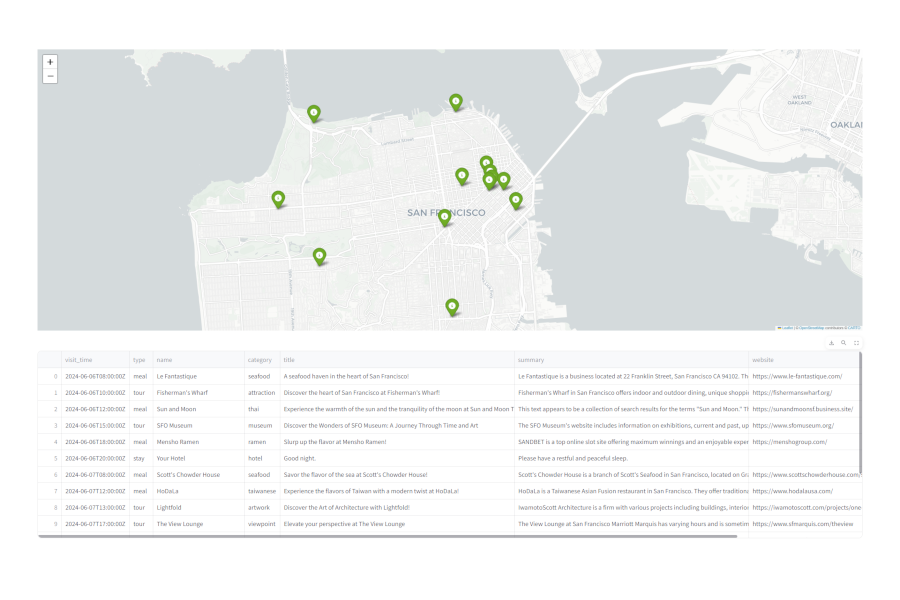 +
−
WEST
OAKLAND
OAKLAI
Lombard Street
SAN FRANCISCO
Leaflet | © OpenStreetMap contributors © CARTO
visit_time type name category title summary website
0 2024-06-06T08:00:00Z meal Le Fantastique seafood A seafood haven in the heart of San Francisco! Le Fantastique is a business located at 22 Franklin Street, San Francisco CA 94102. Th https://www.le-fantastique.com/
1 2024-06-06T10:00:00Z tour Fisherman's Wharf attraction Discover the heart of San Francisco at Fisherman's Wharf! Fisherman's Wharf in San Francisco offers indoor and outdoor dining, unique shoppi https://fishermanswharf.org/
2 2024-06-06T12:00:00Z meal Sun and Moon thai Experience the warmth of the sun and the tranquility of the moon at Sun and Moon T This text appears to be a collection of search results for the terms "Sun and Moon." Th https://sunandmoonsf.business.site/
3 2024-06-06T15:00:00Z tour SFO Museum museum Discover the Wonders of SFO Museum: A Journey Through Time and Art The SFO Museum's website includes information on exhibitions, current and past, up https://www.sfomuseum.org/
4 2024-06-06T18:00:00Z meal Mensho Ramen ramen Slurp up the flavor at Mensho Ramen! SANDBET is a top online slot site offering maximum winnings and an enjoyable exper https://menshogroup.com/
5 2024-06-06T20:00:00Z stay Your Hotel hotel Good night. Please have a restful and peaceful sleep.
6 2024-06-07T08:00:00Z meal Scott's Chowder House seafood Savor the flavor of the sea at Scott's Chowder House! Scott's Chowder House is a branch of Scott's Seafood in San Francisco, located on Gr https://www.scottschowderhouse.com
7 2024-06-07T12:00:00Z meal HoDaLa taiwanese Experience the flavors of Taiwan with a modern twist at HoDaLa! HoDaLa is a Taiwanese Asian Fusion restaurant in San Francisco. They offer traditiona https://www.hodalausa.com/
8 2024-06-07T13:00:00Z tour Lightfold artwork Discover the Art of Architecture with Lightfold! IwamotoScott Architecture is a firm with various projects including buildings, interio https://iwamotoscott.com/projects/one
9 2024-06-07T17:00:00Z tour The View Lounge viewpoint Elevate your perspective at The View Lounge The View Lounge at San Francisco Marriott Marquis has varying hours and is sometim https://www.sfmarquis.com/theview